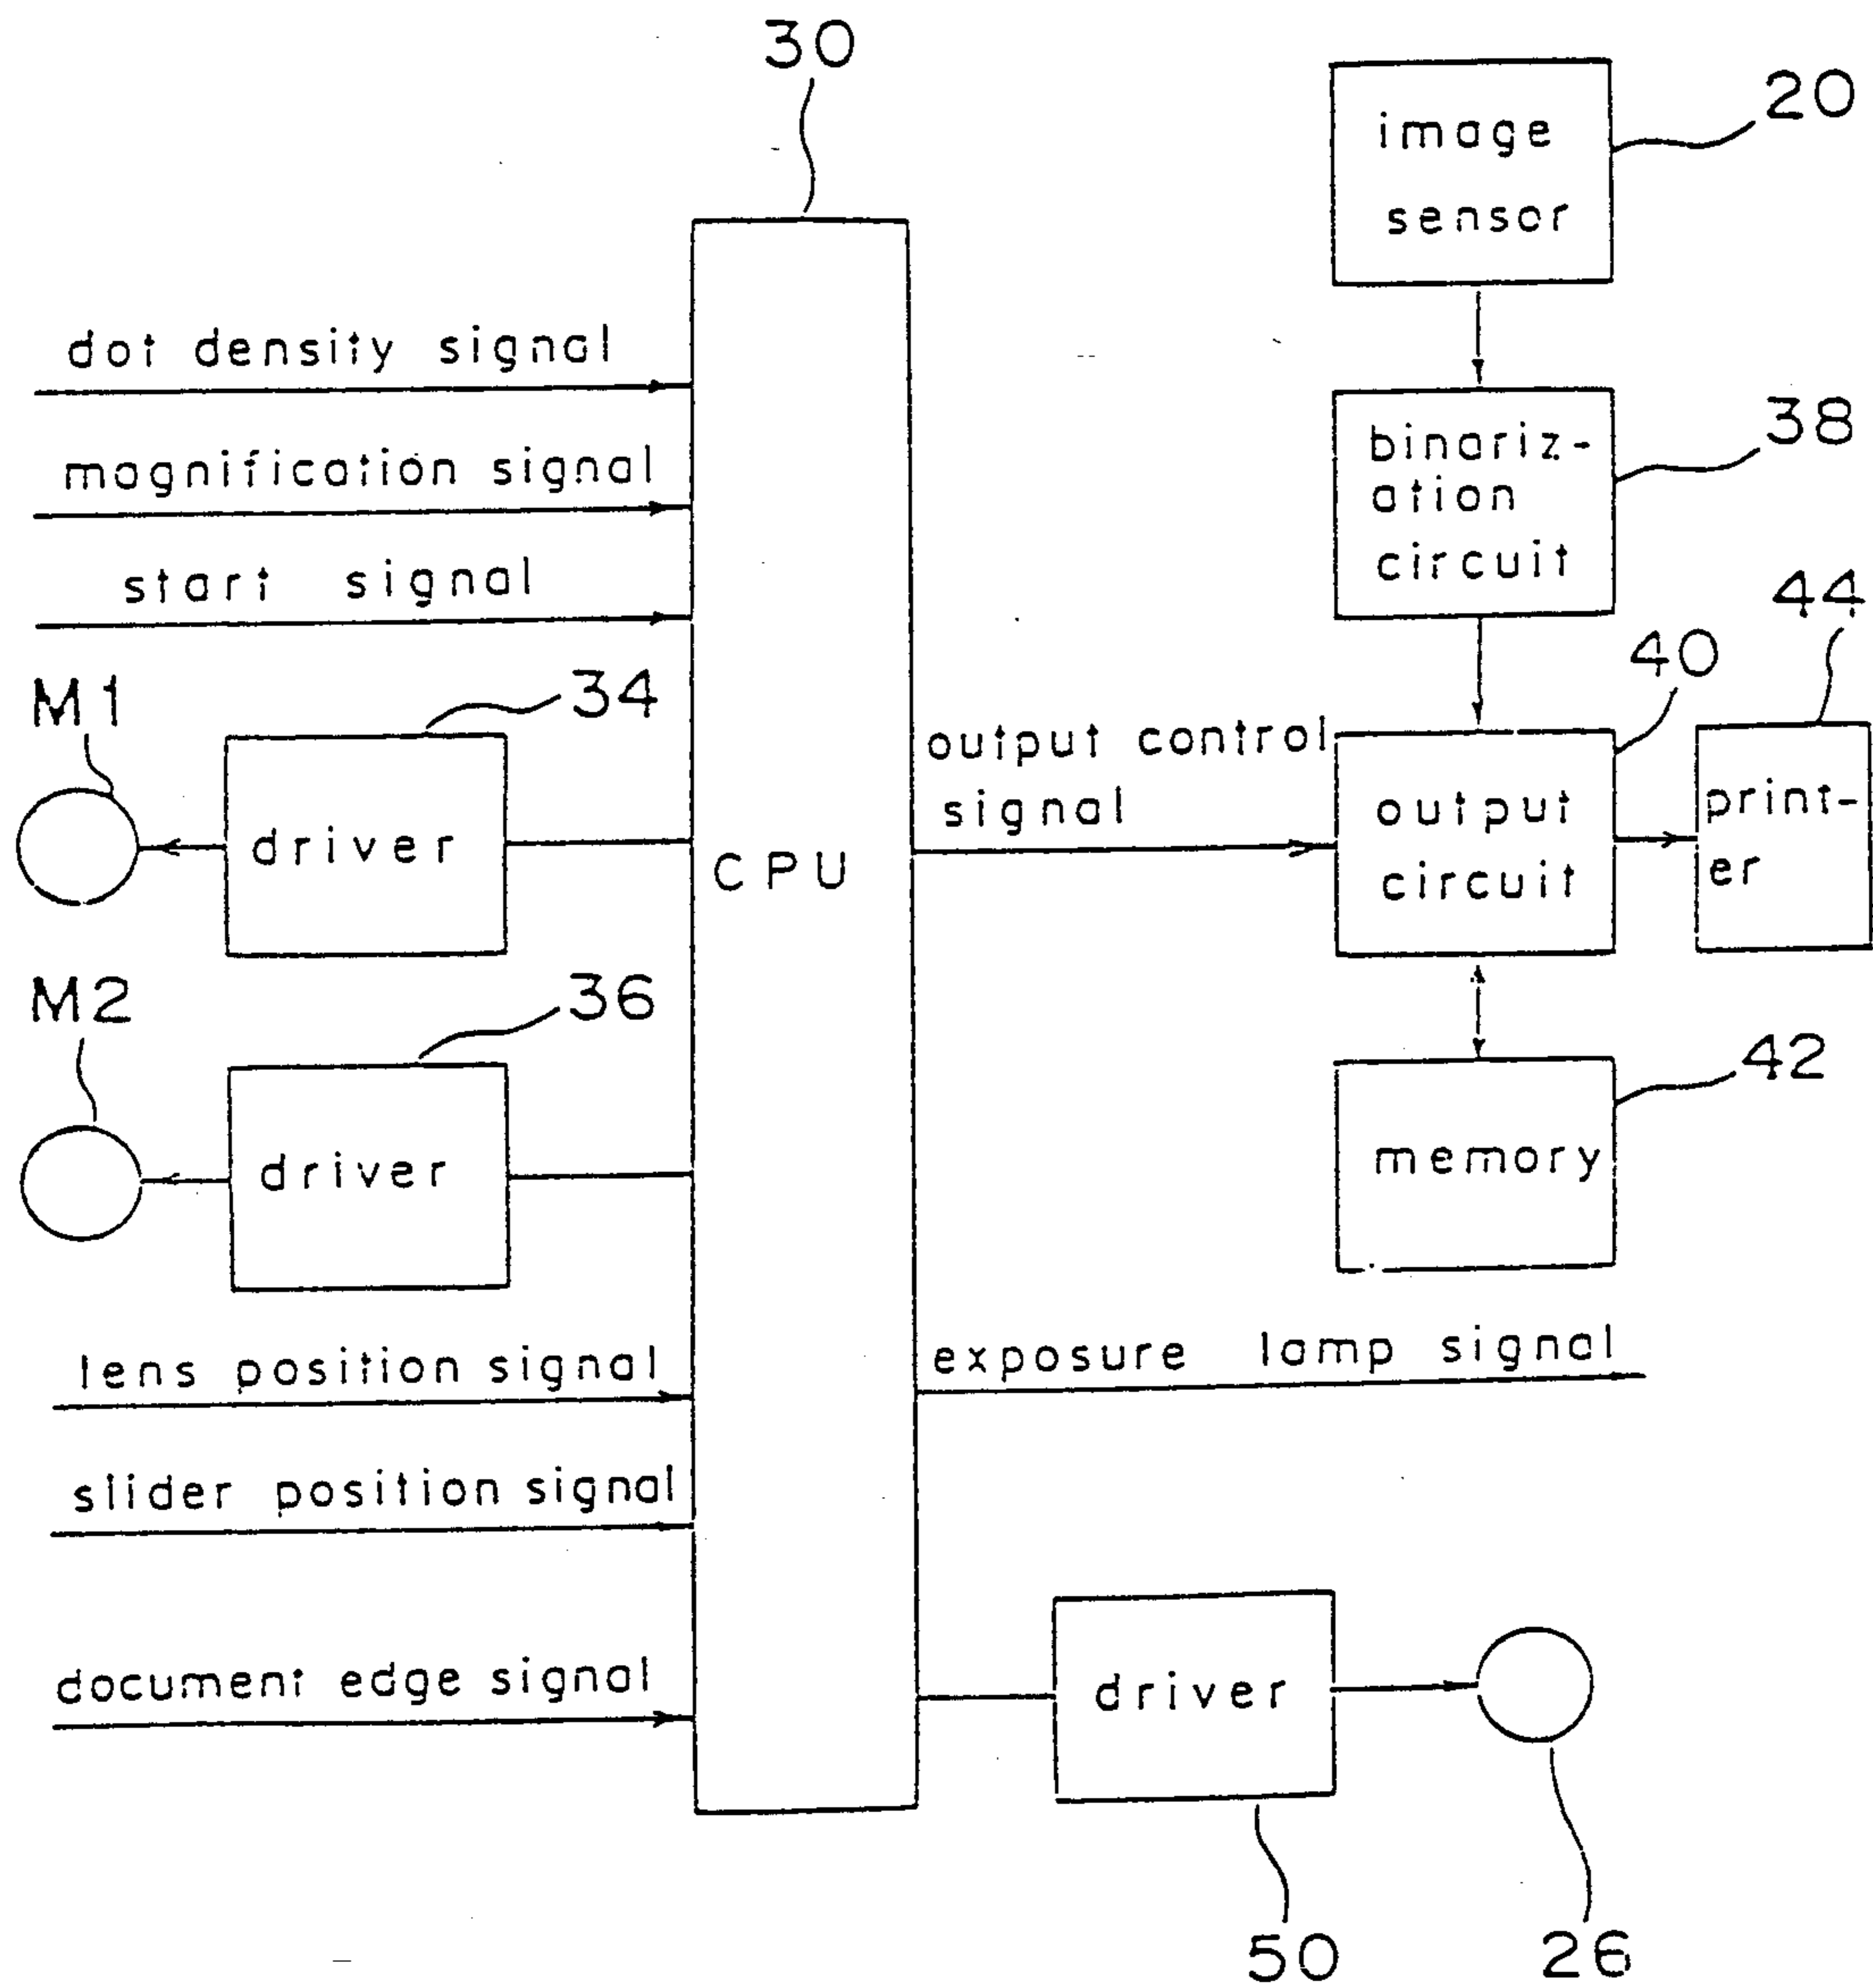 30
20
image
sensor
dot density signal
magnification signal
start signal
binariz-
ation
circuit
38
44
M1
34
driver
CPU
output control
signal
40
output
circuit
print-
er
M2
36
driver
42
memory
lens position signal
exposure lamp signal
slider position signal
document edge signal
driver
50
26